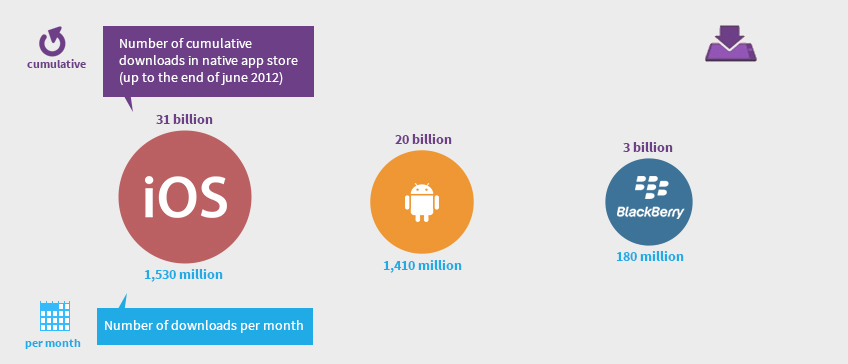 cumulative
Number of cumulative
downloads in native app store
(up to the end of june 2012)
31 billion
20 billion
3 billion
iOS
BlackBerry
1,530 million
1,410 million
180 million
per month
Number of downloads per month